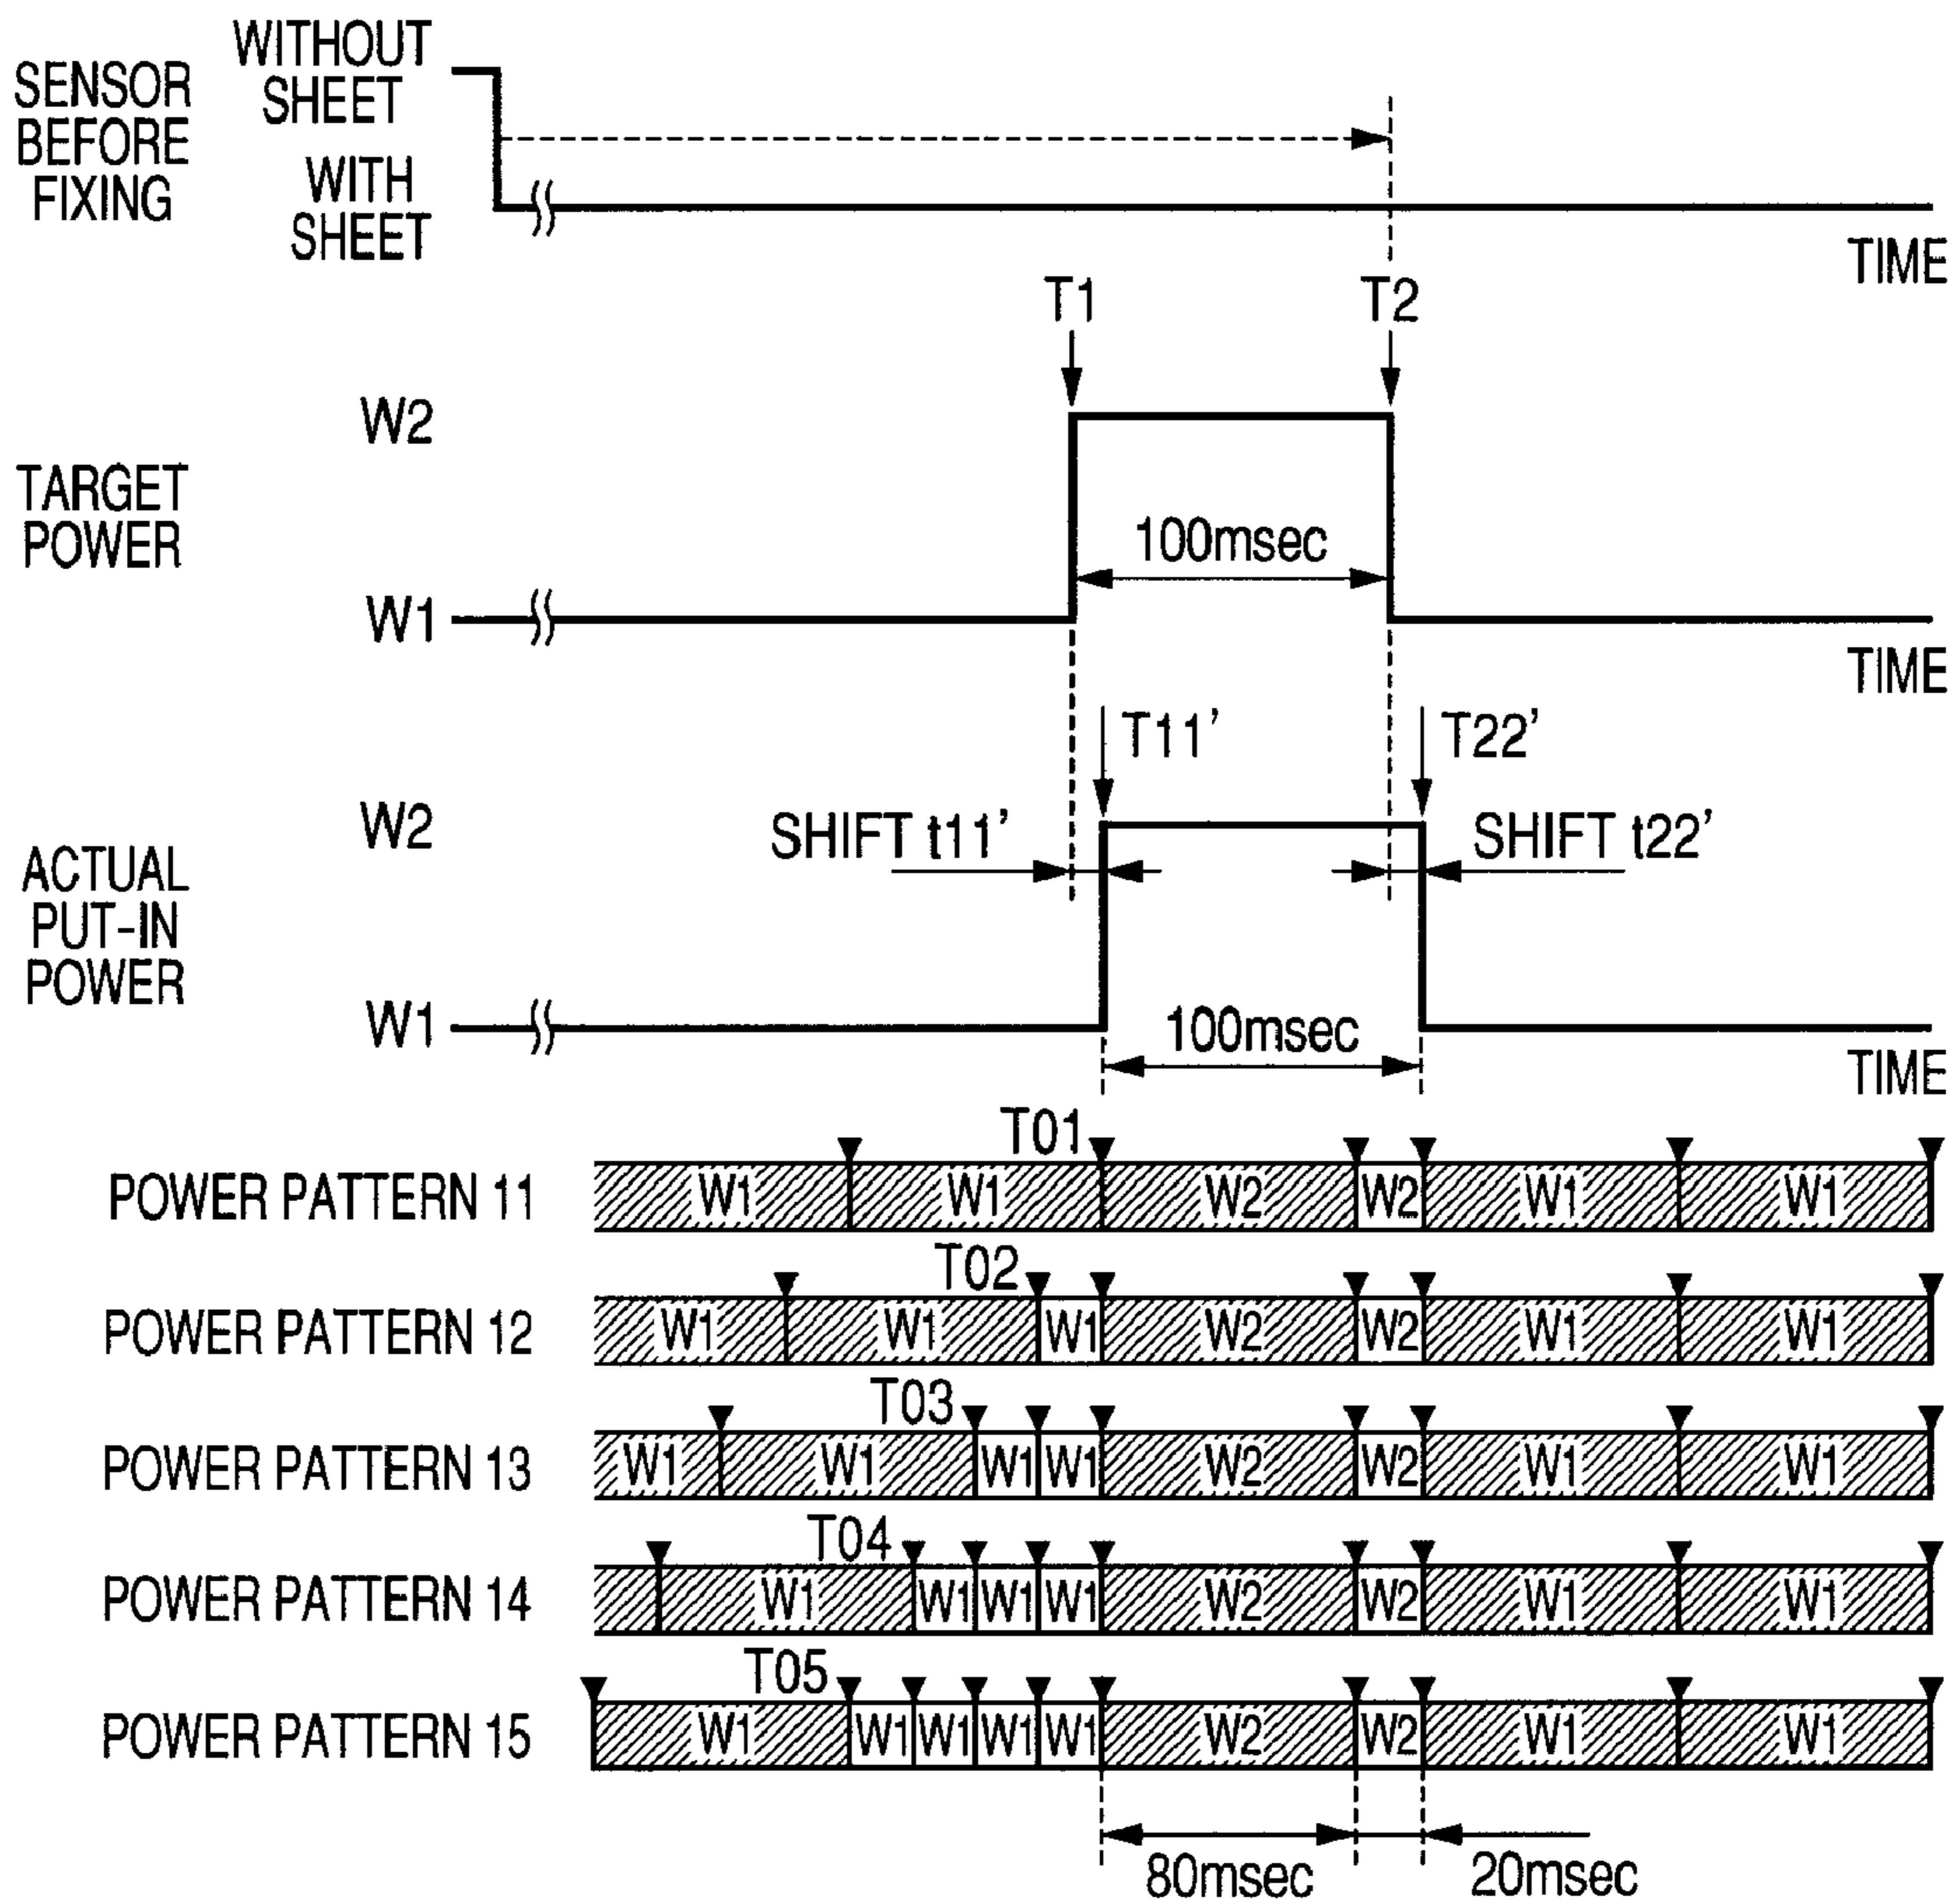 SENSOR
BEFORE
FIXING
WITHOUT
SHEET
WITH
SHEET
TIME
T1
T2
TARGET
POWER
W2
100msec
W1
TIME
T11'
T22'
ACTUAL
PUT-IN
POWER
W2
SHIFT t11'
SHIFT t22'
W1
100msec
TIME
T01
POWER PATTERN 11 W1 W1 W2 W2 W1 W1
T02
POWER PATTERN 12 W1 W1 W1 W2 W2 W1 W1
T03
POWER PATTERN 13 W1 W1 W1 W1 W2 W2 W1 W1
T04
POWER PATTERN 14 W1 W1 W1 W1 W2 W2 W1 W1
T05
POWER PATTERN 15 W1 W1 W1 W1 W1 W2 W2 W1 W1
80msec
20msec